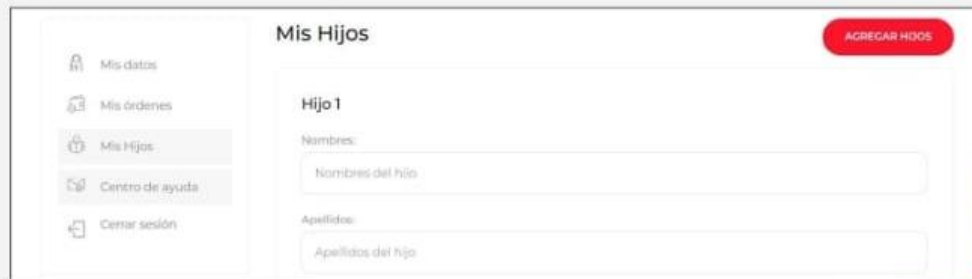 Mis Hijos
AGREGAR HIJOS
Mis datos
Mis órdenes
Mis Hijos
Centro de ayuda
Cerrar sesión
Hijo 1
Nombres:
Nombres del hijo
Apellidos:
Apellidos del hijo